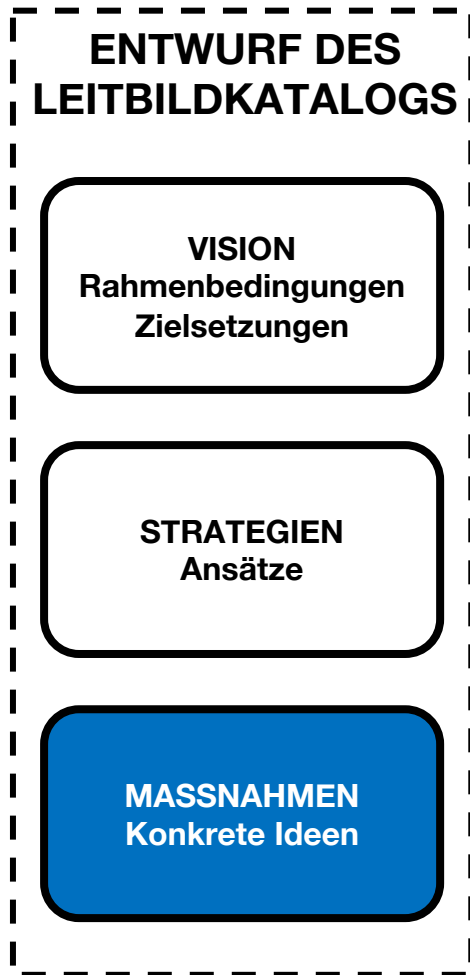 ENTWURF DES
LEITBILDKATALOGS
VISION
Rahmenbedingungen
Zielsetzungen
STRATEGIEN
Ansätze
MASSNAHMEN
Konkrete Ideen